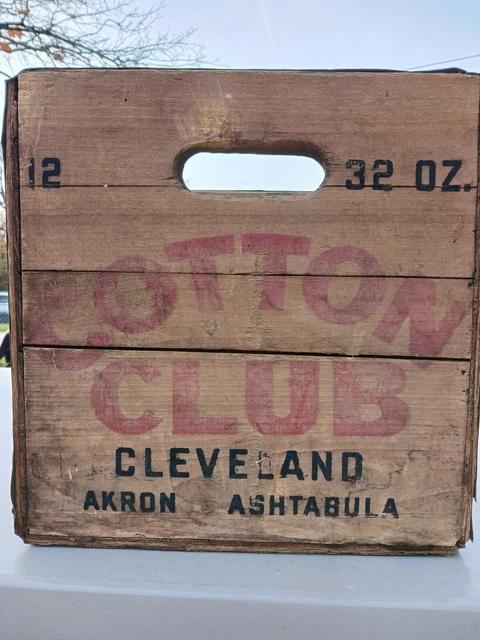 12 32 OZ.
COTTON
CLUB
CLEVELAND
AKRON ASHTABULA